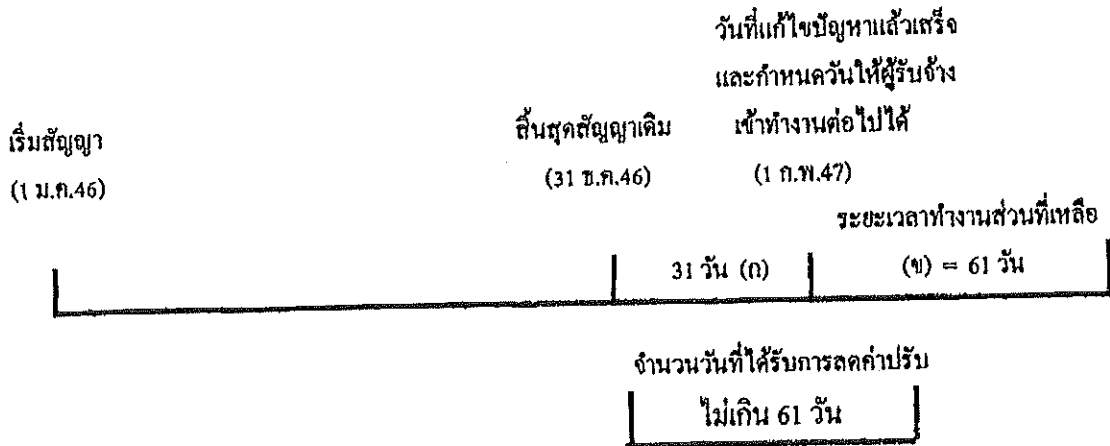 วันที่แก้ไขปัญหาแล้วเสร็จ
และกำหนดวันให้ผู้รับจ้าง
เข้าทำงานต่อไปได้
(1 ก.พ.47)
เริ่มสัญญา
(1 ม.ค.46)
สิ้นสุดสัญญาเดิม
(31 ธ.ค.46)
ระยะเวลาทำงานส่วนที่เหลือ
31 วัน (ก)
(ข) = 61 วัน
จำนวนวันที่ได้รับการลดค่าปรับ
ไม่เกิน 61 วัน